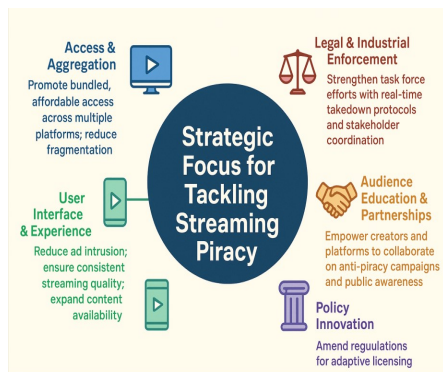 Access &
Aggregation
Promote bundled,
affordable access
across multiple
platforms; reduce
fragmentation
User
Interface
& Experience
Reduce ad intrusion;
ensure consistent
streaming quality;
expand content
availability
Strategic
Focus for
Tackling
Streaming
Piracy
Legal & Industrial
Enforcement
Strengthen task force
efforts with real-time
takedown protocols
and stakeholder
coordination
Audience
Education &
Partnerships
Empower creators and
platforms to collaborate
on anti-piracy campaigns
and public awareness
Policy
Innovation
Amend reguulations
for adaptive licensing